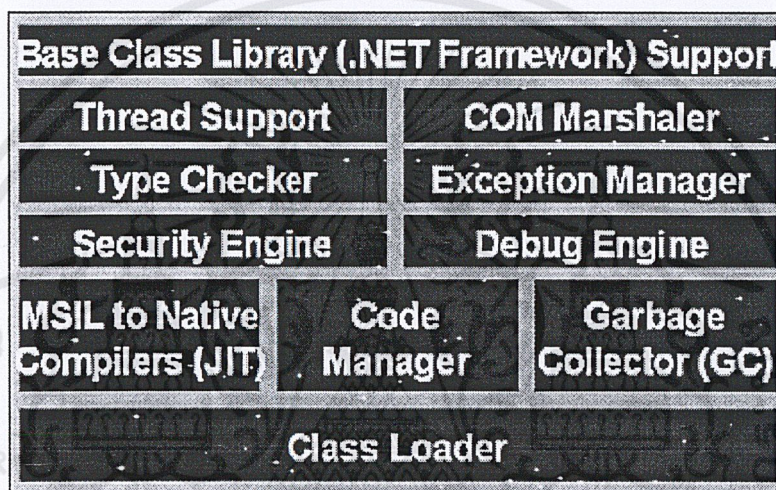 Base Class Library (.NET Framework) Support
Thread Support
COM Marshaler
Type Checker
Exception Manager
Security Engine
Debug Engine
MSIL to Native
Compilers (JIT)
Code
Manager
Garbage
Collector (GC)
Class Loader